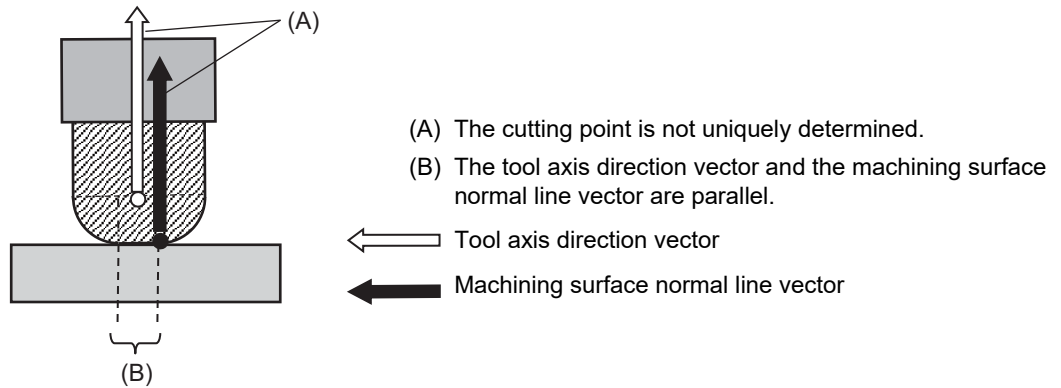 (A)
(A) The cutting point is not uniquely determined.
(B) The tool axis direction vector and the machining surface
normal line vector are parallel.
Tool axis direction vector
Machining surface normal line vector
(B)